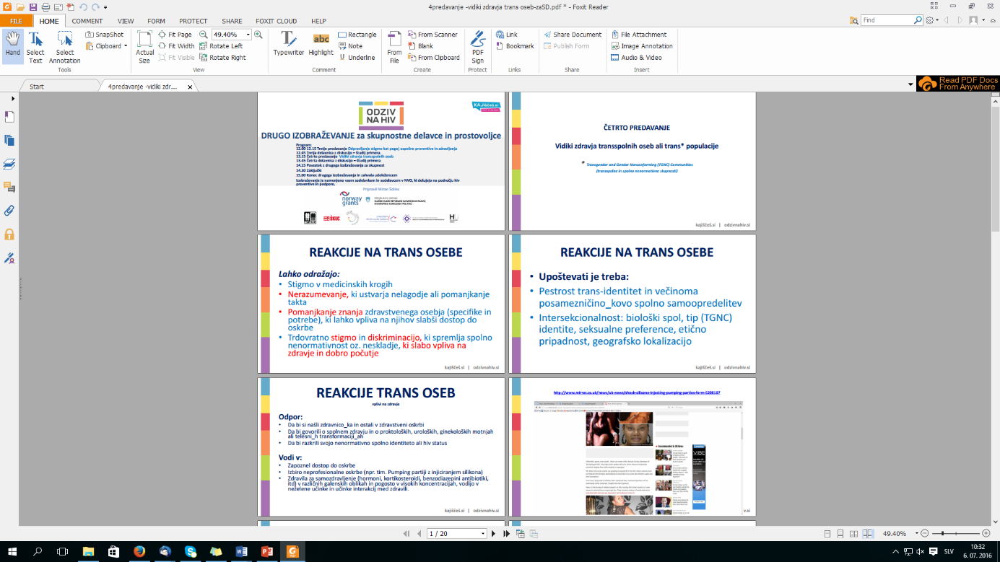 4predavanje -vidiki zdravja trans oseb-zaSD.pdf * - Foxit Reader
FILE HOME COMMENT VIEW FORM PROTECT SHARE FOXIT CLOUD HELP
Find
Hand
Select Text
Select Annotation
SnapShot
Clipboard
Tools
Actual Size
Fit Page
Fit Width
Fit Visible
49.40%
Rotate Left
Rotate Right
View
Typewriter
Highlight
Rectangle
Note
Underline
Comment
From File
From Scanner
Blank
From Clipboard
Create
PDF Sign
Protect
Link
Bookmark
Links
Share Document
Publish Form
Share
File Attachment
Image Annotation
Audio & Video
Insert
Start
4predavanje -vidiki zdr...
Read PDF Docs
From Anywhere
ODZIV
NA HIV
KAJiščeš.si
DRUGO IZOBRAŽEVANJE za skupnostne delavce in prostovoljce
Program:
12.00 12.15 Tretje predavanje Odpravljanje stigme kot pogoj uspešne preventive in zdravljenja
12.45 Tretja delavnica z diskusijo – študij primera.
13.15 Četrto predavanje Vidiki zdravja transspolnih oseb
13.45 Četrta delavnica z diskusijo – študij primera
14.15 Povzetek z drugega izobraževanja za skupnost
14.30 Zaključki
15.00 Konec drugega izobraževanja in zahvala udeležencem
Izobraževanje je namenjeno vsem sodelavkam in sodelavcem v NVO, ki delujejo na področju hiv
preventive in podpore.
Pripravil Miran Šolinc
norway
grants
ŠKUC
ČETRTO PREDAVANJE
Vidiki zdravja transspolnih oseb ali trans* populacije
* Transgender and Gender Nonconforming (TGNC) Communities
(transspolne in spolno nenormativne skupnosti)
kajiščeš.si | odzivnahiv.si
REAKCIJE NA TRANS OSEBE
Lahko odražajo:
• Stigmo v medicinskih krogih
• Nerazumevanje, ki ustvarja nelagodje ali pomanjkanje
takta
• Pomanjkanje znanja zdravstvenega osebja (specifike in
potrebe), ki lahko vpliva na njihov slabši dostop do
oskrbe
• Trdovratno stigmo in diskriminacijo, ki spremlja spolno
nenormativnost oz. neskladje, ki slabo vpliva na
zdravje in dobro počutje
kajiščeš.si | odzivnahiv.si
REAKCIJE NA TRANS OSEBE
• Upoštevati je treba:
• Pestrost trans-identitet in večinoma
posamezničino_kovo spolno samoopredelitev
• Intersekcionalnost: biološki spol, tip (TGNC)
identite, seksualne preference, etično
pripadnost, geografsko lokalizacijo
kajiščeš.si | odzivnahiv.si
REAKCIJE TRANS OSEB
vplivi na zdravje
Odpor:
• Da bi si našli zdravnico_ka in ostali v zdravstveni oskrbi
• Da bi govorili o splpnem zdravju in o proktoloških, uroloških, ginekoloških motnjah
ali telesni_h transformaciji_ah
• Da bi razkrili svojo nenormativno spolno identiteto ali hiv status
Vodi v:
• Zapoznel dostop do oskrbe
• Izbiro neprofesionalne oskrbe (npr. tim. Pumping partiji z injiciranjem silikona)
• Zdravila za samozdravljenje (hormoni, kortikosteroidi, benzodiazepini antibiotiki,
itd) v različnih galenskih oblikah in pogosto v visokih koncentracijah, vodijo v
neželene učinke in učinke interakcij med zdravili.
kajiščeš.si | odzivnahiv.si
http://www.mirror.co.uk/news/uk-news/shock-silicone-injecting-pumping-parties-farm-5200107
VIBE
v.si
1 / 20
49.40%
SLV
10:32
6. 07. 2016